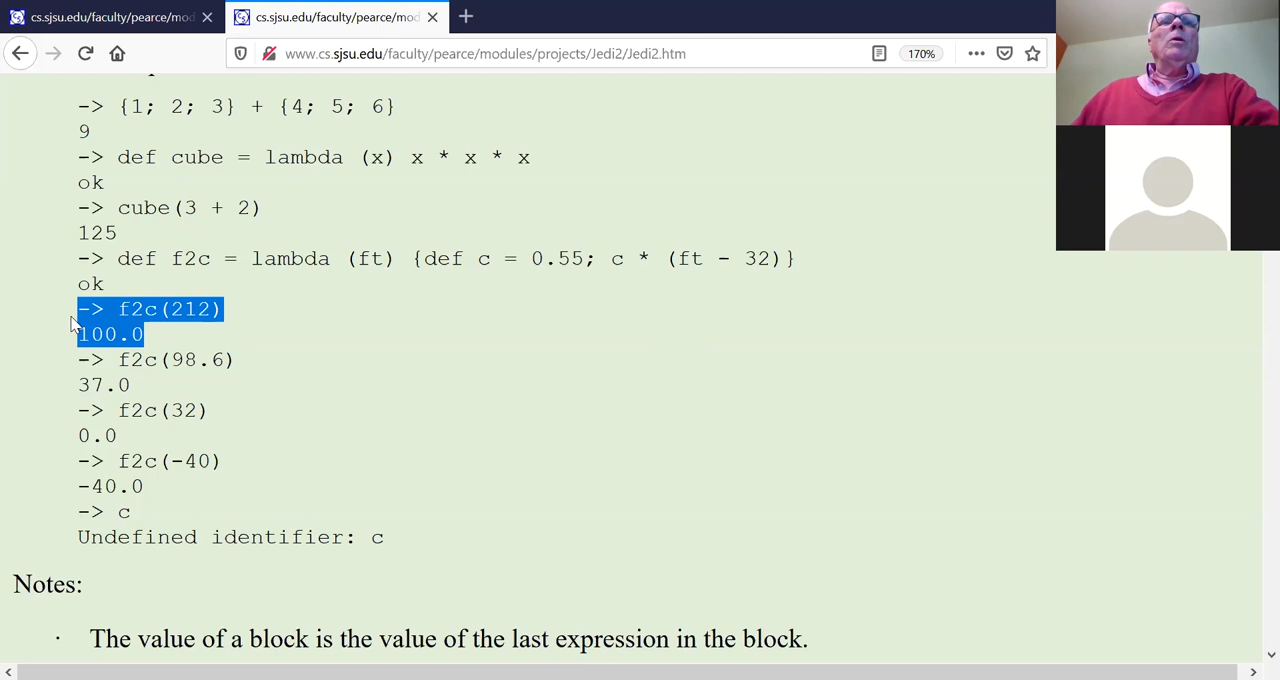 cs.sjsu.edu/faculty/pearce/mod
cs.sjsu.edu/faculty/pearce/mo
www.cs.sjsu.edu/faculty/pearce/modules/projects/Jedi2/Jedi2.htm
170%
-> {1; 2; 3} + {4; 5; 6}
9
-> def cube = lambda (x) x * x * x
ok
-> cube(3 + 2)
125
-> def f2c = lambda (ft) {def c = 0.55; c * (ft - 32)}
ok
-> f2c(212)
100.0
-> f2c(98.6)
37.0
-> f2c(32)
0.0
-> f2c(-40)
-40.0
-> c
Undefined identifier: c
Notes:
· The value of a block is the value of the last expression in the block.